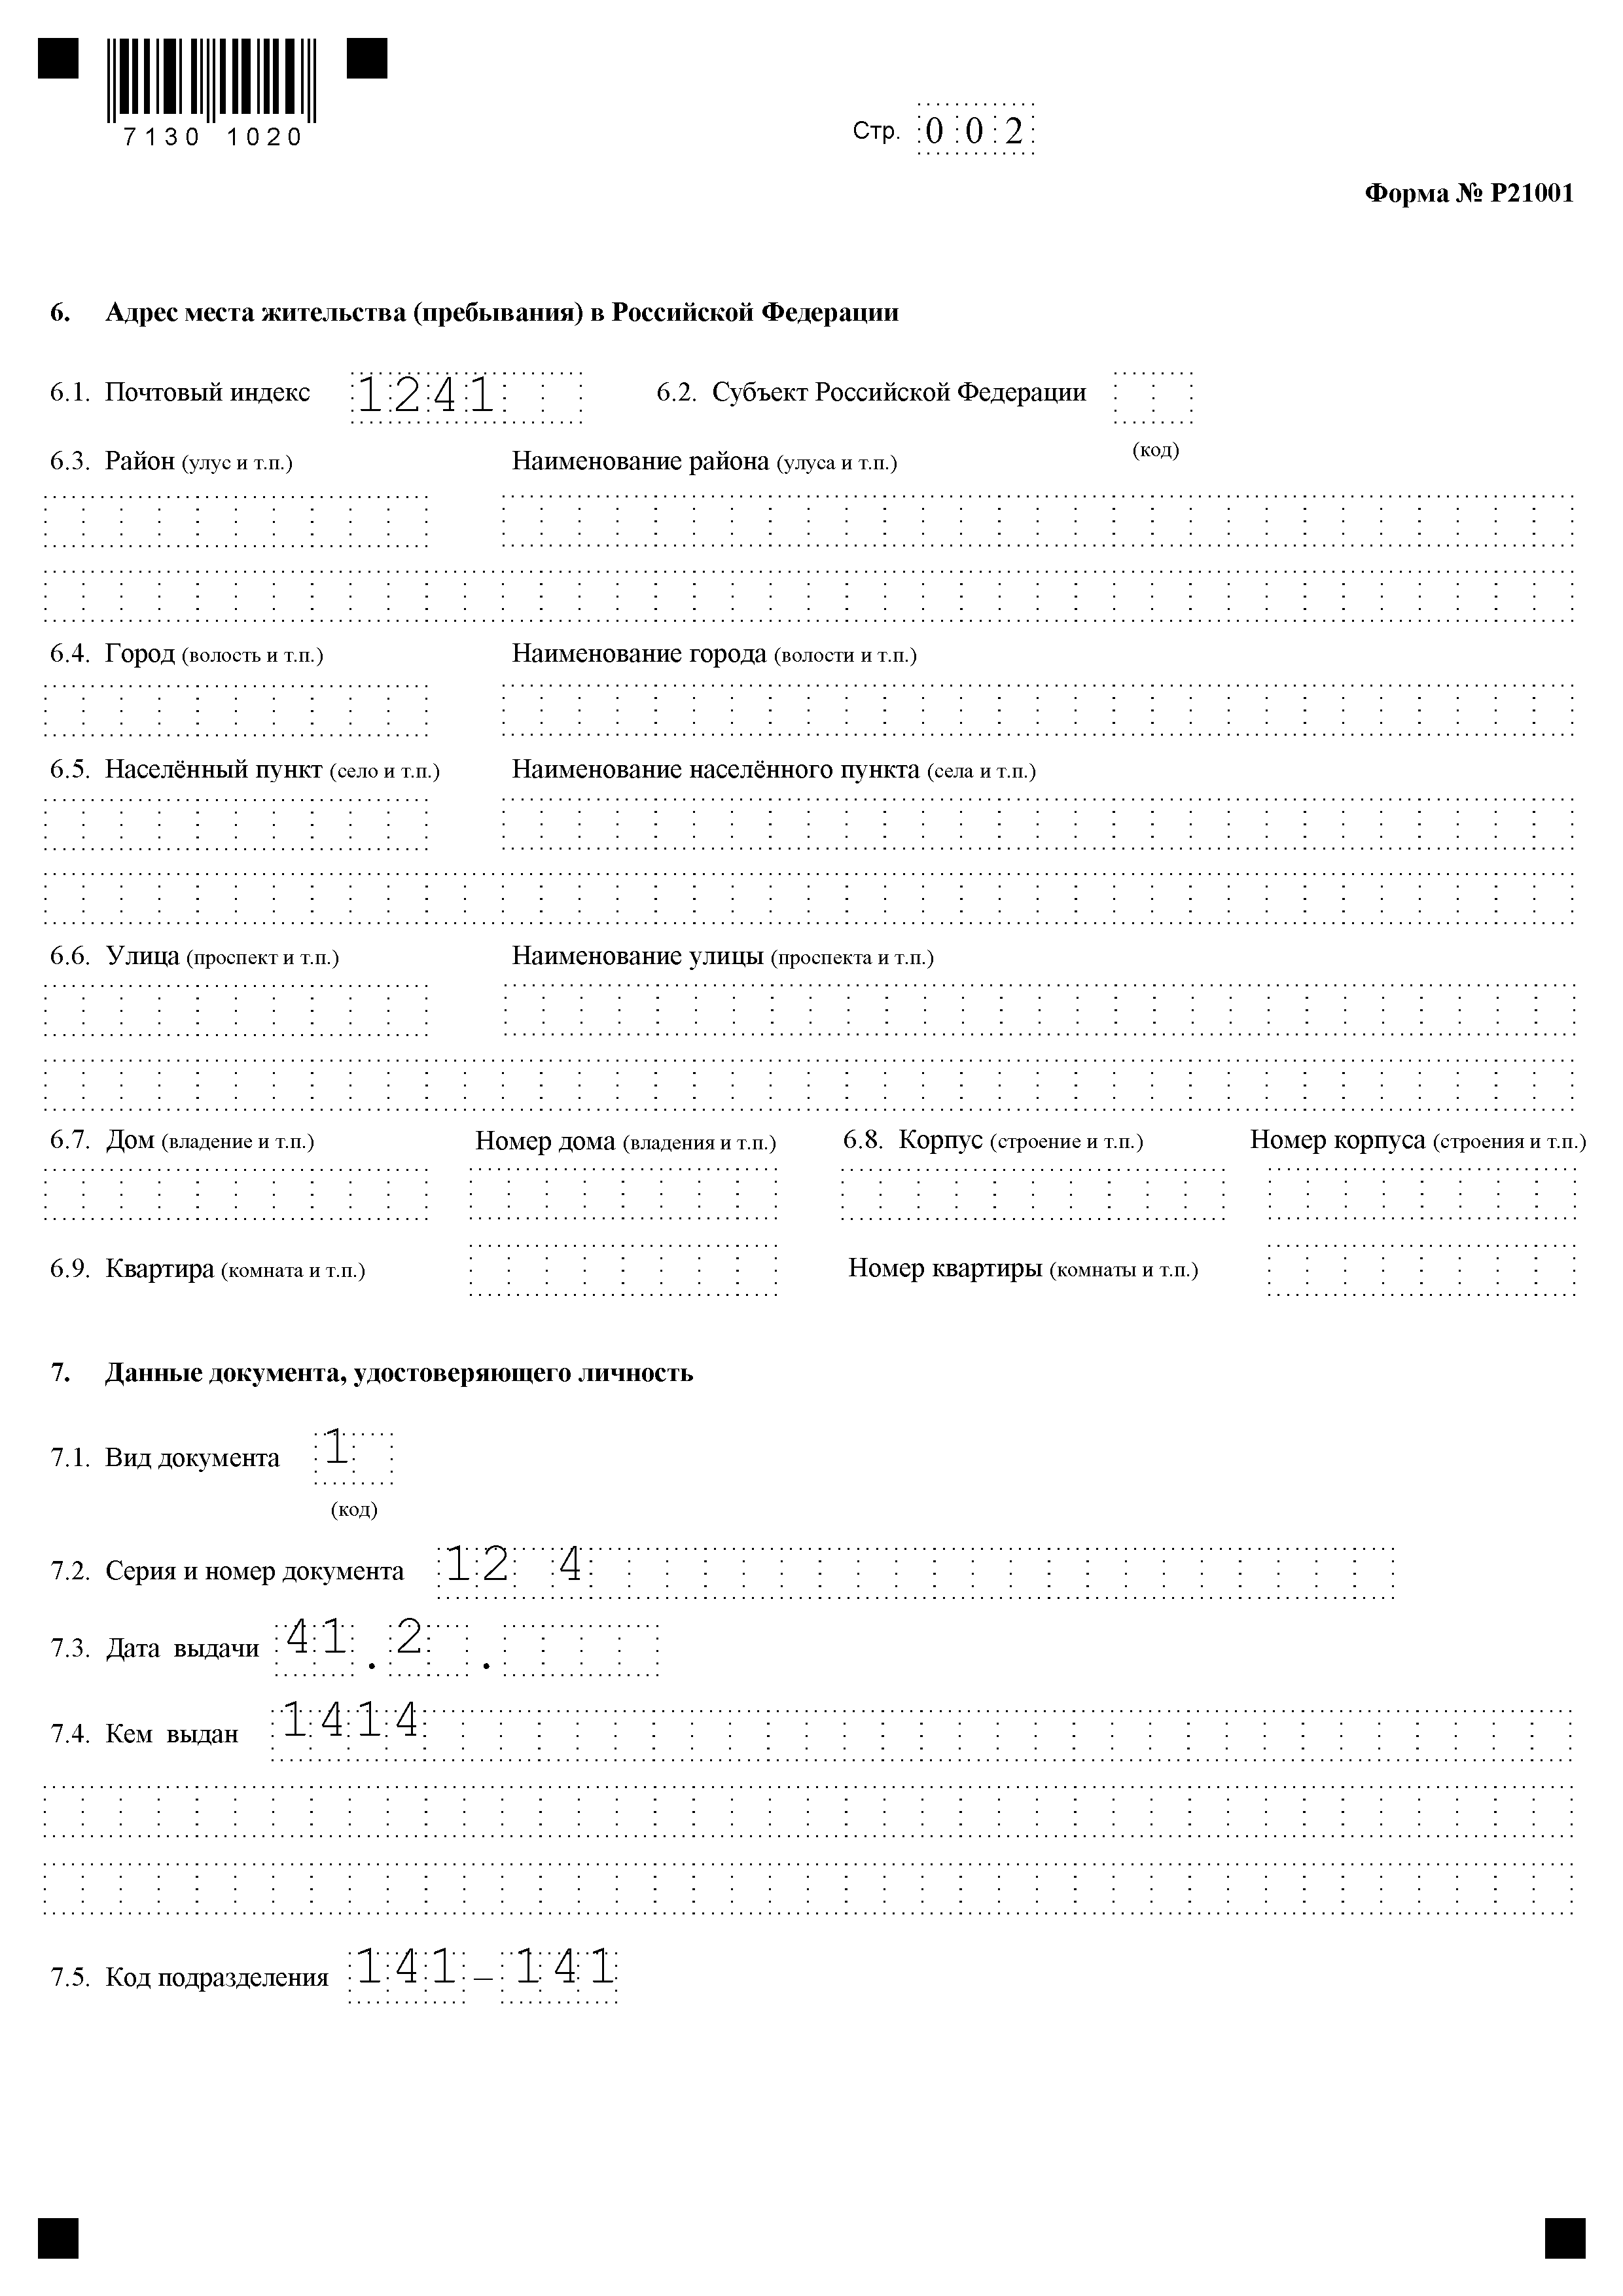 7130 1020
Стр. 002
Форма № Р21001
6. Адрес места жительства (пребывания) в Российской Федерации
6.1. Почтовый индекс 1241 6.2. Субъект Российской Федерации
(код)
6.3. Район (улус и т.п.) Наименование района (улуса и т.п.)
6.4. Город (волость и т.п.) Наименование города (волости и т.п.)
6.5. Населённый пункт (село и т.п.) Наименование населённого пункта (села и т.п.)
6.6. Улица (проспект и т.п.) Наименование улицы (проспекта и т.п.)
6.7. Дом (владение и т.п.) Номер дома (владения и т.п.) 6.8. Корпус (строение и т.п.) Номер корпуса (строения и т.п.)
6.9. Квартира (комната и т.п.) Номер квартиры (комнаты и т.п.)
7. Данные документа, удостоверяющего личность
7.1. Вид документа 1
(код)
7.2. Серия и номер документа 12 4
7.3. Дата выдачи 41.2 .
7.4. Кем выдан 1414
7.5. Код подразделения 141–141